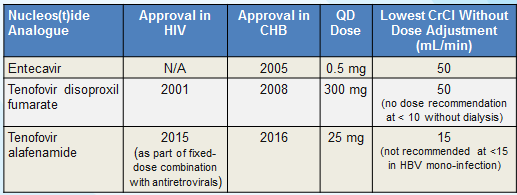 Nucleos(t)ide
Analogue
Approval in
HIV
Approval in
CHB
QD
Dose
Lowest CrCl Without
Dose Adjustment
(mL/min)
Entecavir
N/A
2005
0.5 mg
50
Tenofovir disoproxil
fumarate
2001
2008
300 mg
50
(no dose recommendation
at < 10 without dialysis)
Tenofovir
alafenamide
2015
(as part of fixed-
dose combination
with antiretrovirals)
2016
25 mg
15
(not recommended at <15
in HBV mono-infection)